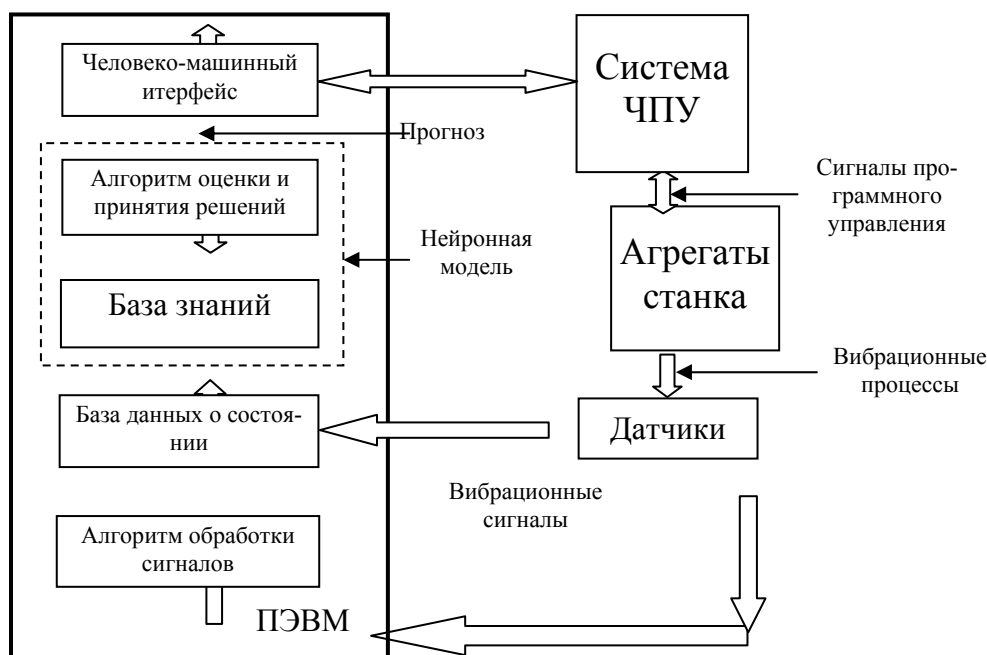 Человеко-машинный
итерфейс
Система
ЧПУ
Прогноз
Алгоритм оценки и
принятия решений
Сигналы про-
граммного
управления
Нейронная
модель
Агрегаты
станка
База знаний
Вибрационные
процессы
База данных о состоя-
нии
Датчики
Вибрационные
сигналы
Алгоритм обработки
сигналов
ПЭВМ